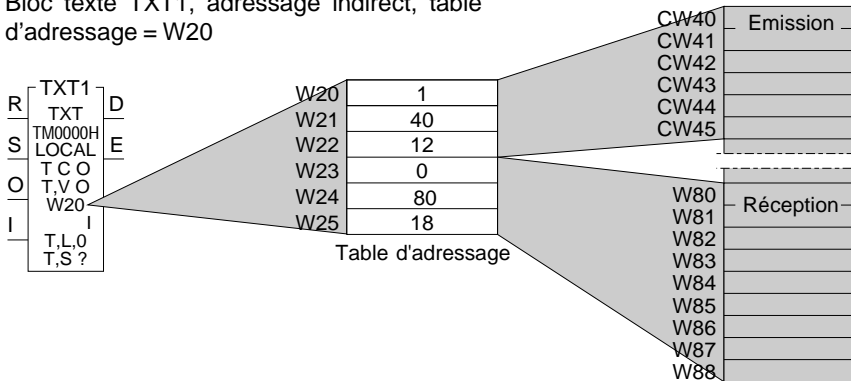 Bloc texte TXT1, adressage indirect, table
d'adressage = W20
TXT1
R
D
TXT
TM0000H
S
LOCAL
E
T C O
O
T,V O
W20
I
I
T,L,0
T,S ?
W20 1
W21 40
W22 12
W23 0
W24 80
W25 18
Table d'adressage
CW40 Emission
CW41
CW42
CW43
CW44
CW45
W80 Réception
W81
W82
W83
W84
W85
W86
W87
W88